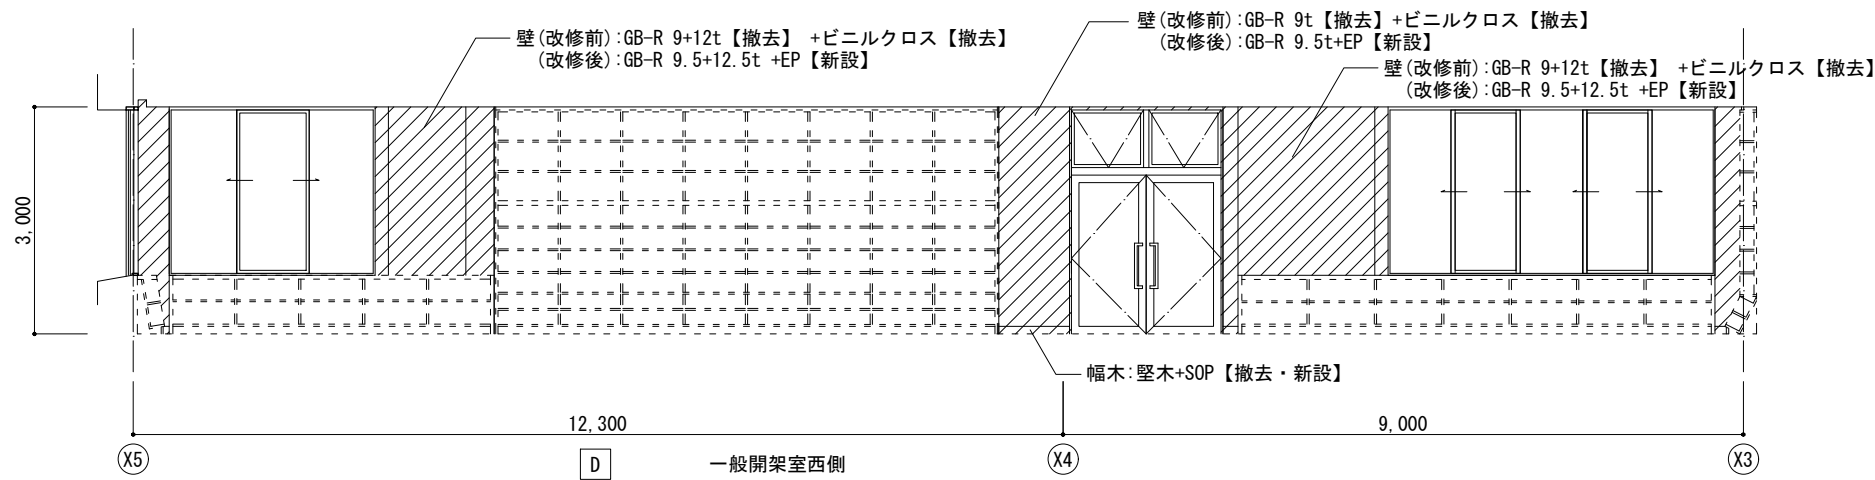 壁(改修前):GB-R 9t【撤去】+ビニルクロス【撤去】
(改修後):GB-R 9.5t+EP【新設】
壁(改修前):GB-R 9+12t【撤去】 +ビニルクロス【撤去】
(改修後):GB-R 9.5+12.5t +EP【新設】
壁(改修前):GB-R 9+12t【撤去】 +ビニルクロス【撤去】
(改修後):GB-R 9.5+12.5t +EP【新設】
3,000
幅木:堅木+SOP【撤去・新設】
12,300
9,000
X5
D
一般開架室西側
X4
X3